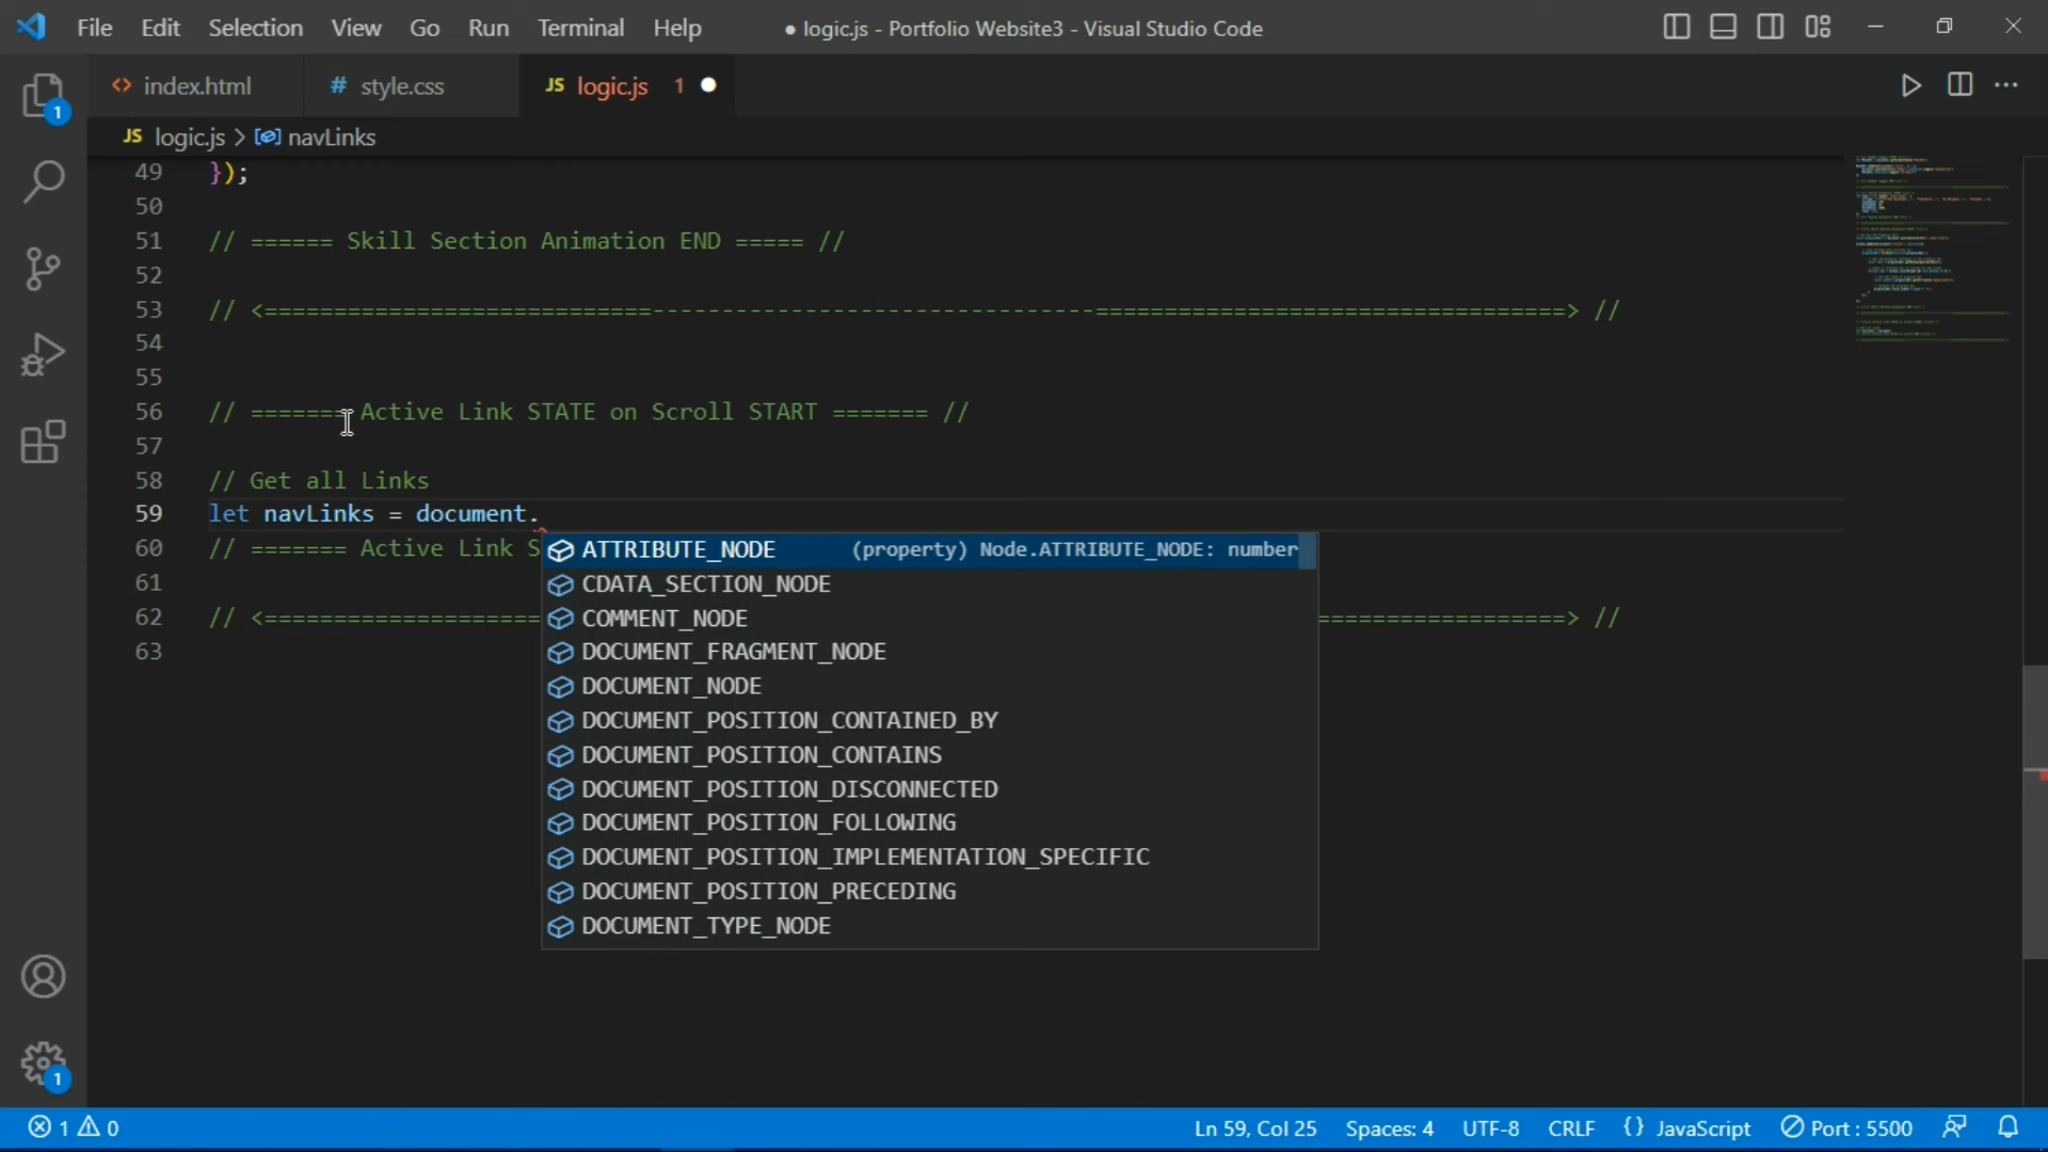 File Edit Selection View Go Run Terminal Help ● logic.js - Portfolio Website3 - Visual Studio Code
<> index.html # style.css JS logic.js 1 ●
JS logic.js > navLinks
49 });
50
51 // ====== Skill Section Animation END ===== //
52
53 // <============================--------------------------------==================================> //
54
55
56 // ======= Active Link STATE on Scroll START ======= //
57
58 // Get all Links
59 let navLinks = document.
60 // ======= Active Link S
ATTRIBUTE_NODE (property) Node.ATTRIBUTE_NODE: number
61
CDATA_SECTION_NODE
62 // <==================== =================> //
COMMENT_NODE
63
DOCUMENT_FRAGMENT_NODE
DOCUMENT_NODE
DOCUMENT_POSITION_CONTAINED_BY
DOCUMENT_POSITION_CONTAINS
DOCUMENT_POSITION_DISCONNECTED
DOCUMENT_POSITION_FOLLOWING
DOCUMENT_POSITION_IMPLEMENTATION_SPECIFIC
DOCUMENT_POSITION_PRECEDING
DOCUMENT_TYPE_NODE
1
1
1 0 Ln 59, Col 25 Spaces: 4 UTF-8 CRLF {} JavaScript Port : 5500